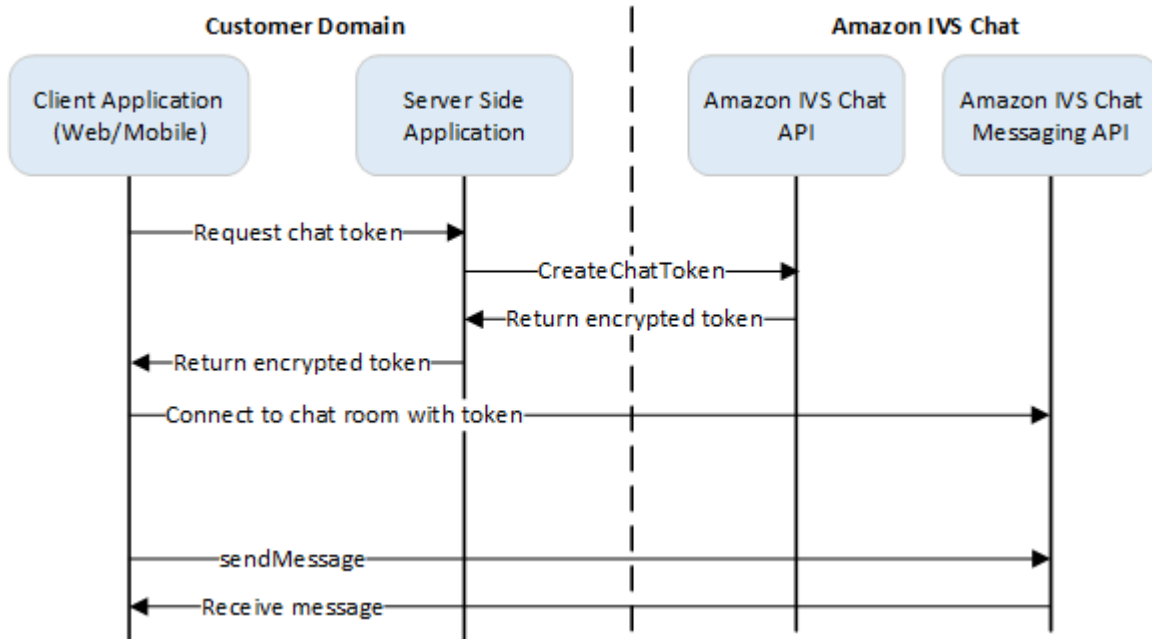 Customer Domain
Amazon IVS Chat
Client Application
(Web/Mobile)
Server Side
Application
Amazon IVS Chat
API
Amazon IVS Chat
Messaging API
Request chat token
CreateChatToken
Return encrypted token
Return encrypted token
Connect to chat room with token
sendMessage
Receive message